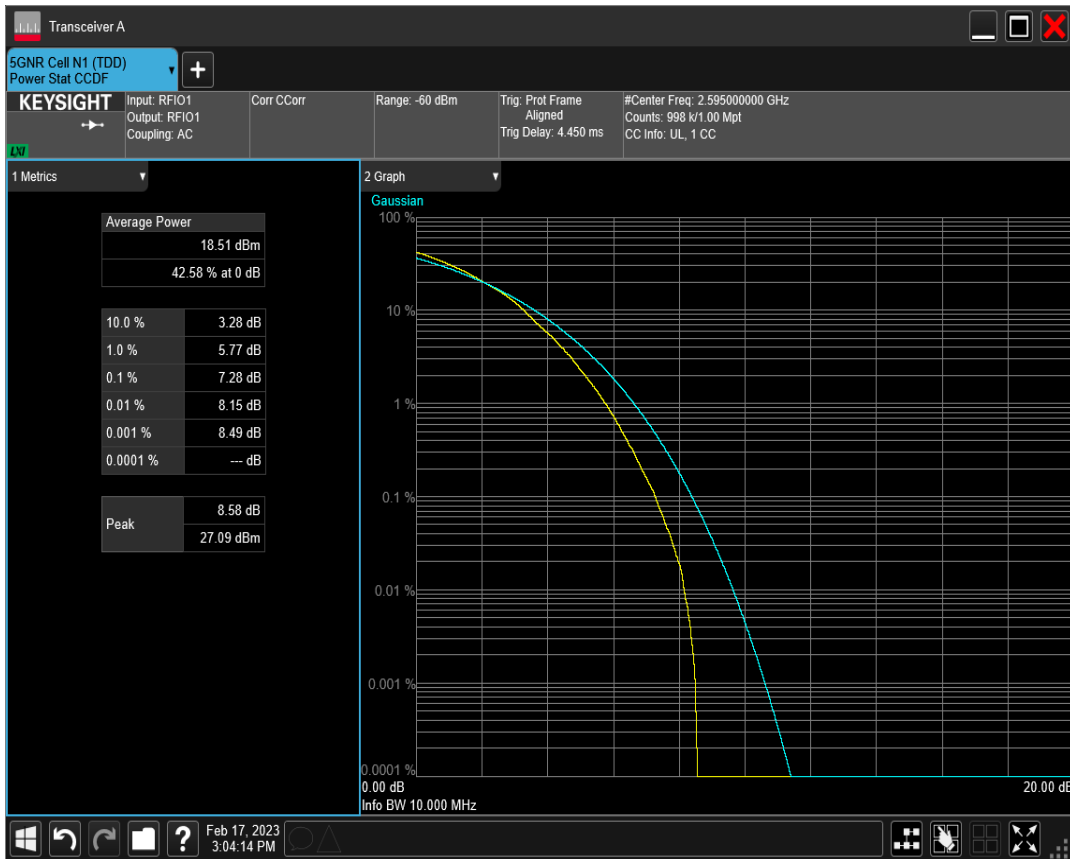 Transceiver A
5GNR Cell N1 (TDD)
Power Stat CCDF
+
KEYSIGHT
LXI
Input: RFIO1
Output: RFIO1
Coupling: AC
Corr CCorr
Range: -60 dBm
Trig: Prot Frame
Aligned
Trig Delay: 4.450 ms
#Center Freq: 2.595000000 GHz
Counts: 998 k/1.00 Mpt
CC Info: UL, 1 CC
1 Metrics
Average Power
18.51 dBm
42.58 % at 0 dB
10.0 % 3.28 dB
1.0 % 5.77 dB
0.1 % 7.28 dB
0.01 % 8.15 dB
0.001 % 8.49 dB
0.0001 % --- dB
Peak
8.58 dB
27.09 dBm
2 Graph
Gaussian
100 %
10 %
1 %
0.1 %
0.01 %
0.001 %
0.0001 %
0.00 dB 20.00 dB
Info BW 10.000 MHz
?
Feb 17, 2023
3:04:14 PM